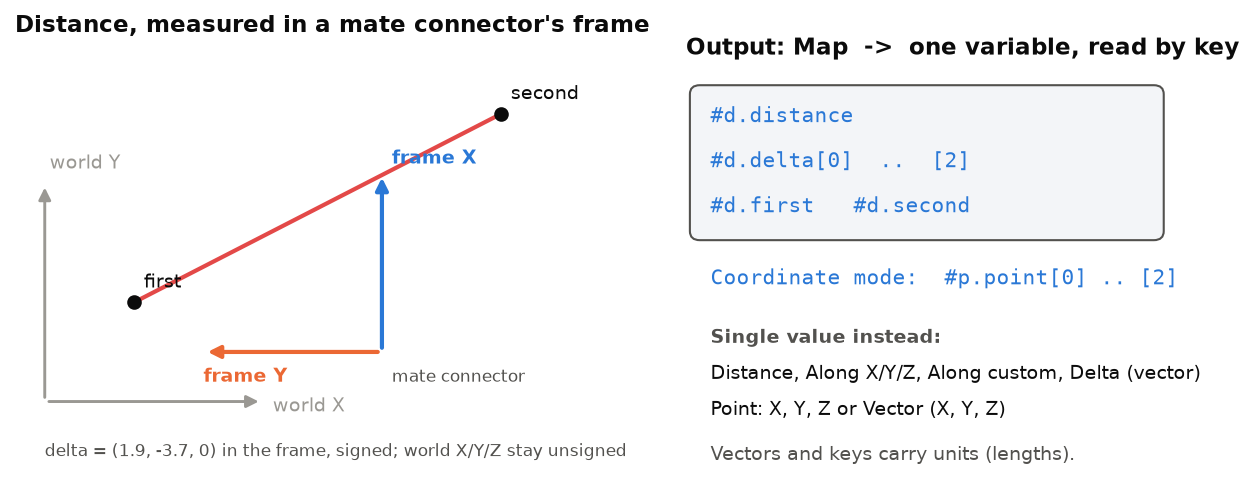 Distance, measured in a mate connector's frame
second
world Y
frame X
first
frame Y
mate connector
world X
delta = (1.9, -3.7, 0) in the frame, signed; world X/Y/Z stay unsigned
Output: Map  ->  one variable, read by key
#d.distance
#d.delta[0]  ..  [2]
#d.first   #d.second
Coordinate mode:  #p.point[0] .. [2]
Single value instead:
Distance, Along X/Y/Z, Along custom, Delta (vector)
Point: X, Y, Z or Vector (X, Y, Z)
Vectors and keys carry units (lengths).